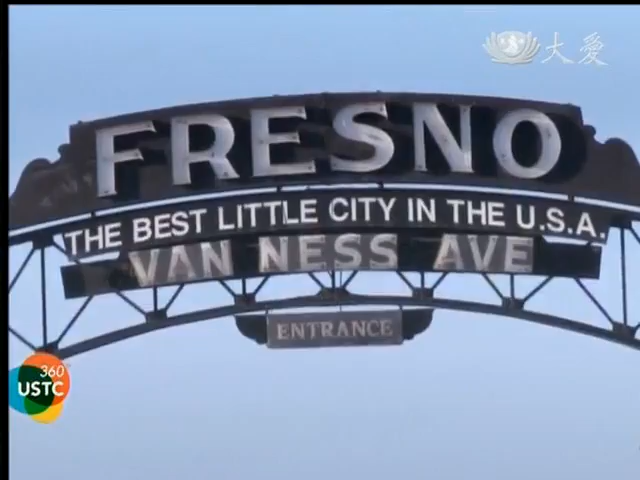 大愛
FRESNO
THE BEST LITTLE CITY IN THE U.S.A.
VAN NESS AVE
ENTRANCE
360
USTC